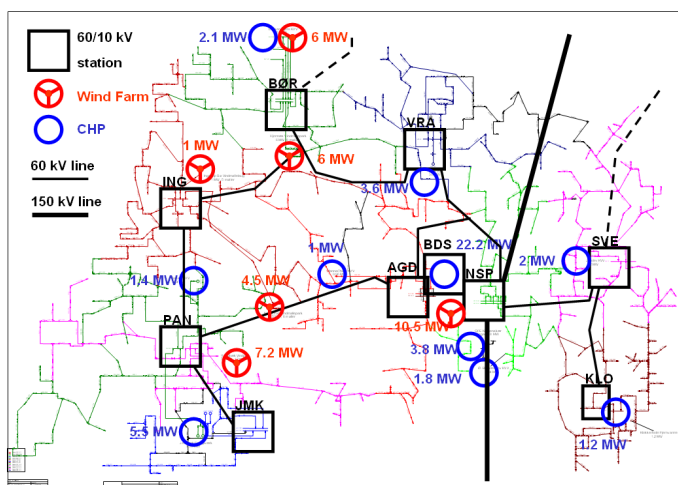 60/10 kV
station
Wind Farm
CHP
60 kV line
150 kV line
2.1 MW
6 MW
BØR
VRA
1 MW
6 MW
ING
3.6 MW
BDS
22.2 MW
SVE
1 MW
AGD
NSP
2 MW
1.4 MW
4.5 MW
PAN
10.5 MW
7.2 MW
3.8 MW
1.8 MW
KLO
JMK
5.5 MW
1.2 MW